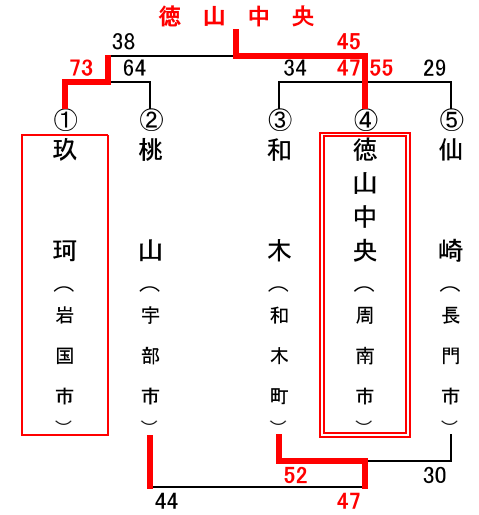 徳山中央
38 45
73 64 34 47 55 29
① ② ③ ④ ⑤
玖珂（岩国市）
桃山（宇部市）
和木（和木町）
徳山中央（周南市）
仙崎（長門市）
52 30
44 47